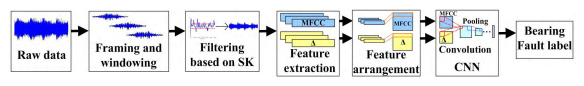 Raw data
Framing and
windowing
Filtering
based on SK
MFCC
Δ
Feature
extraction
MFCC
Δ
Feature
arrangement
MFCC
Δ
Pooling
Convolution
CNN
Bearing
Fault label